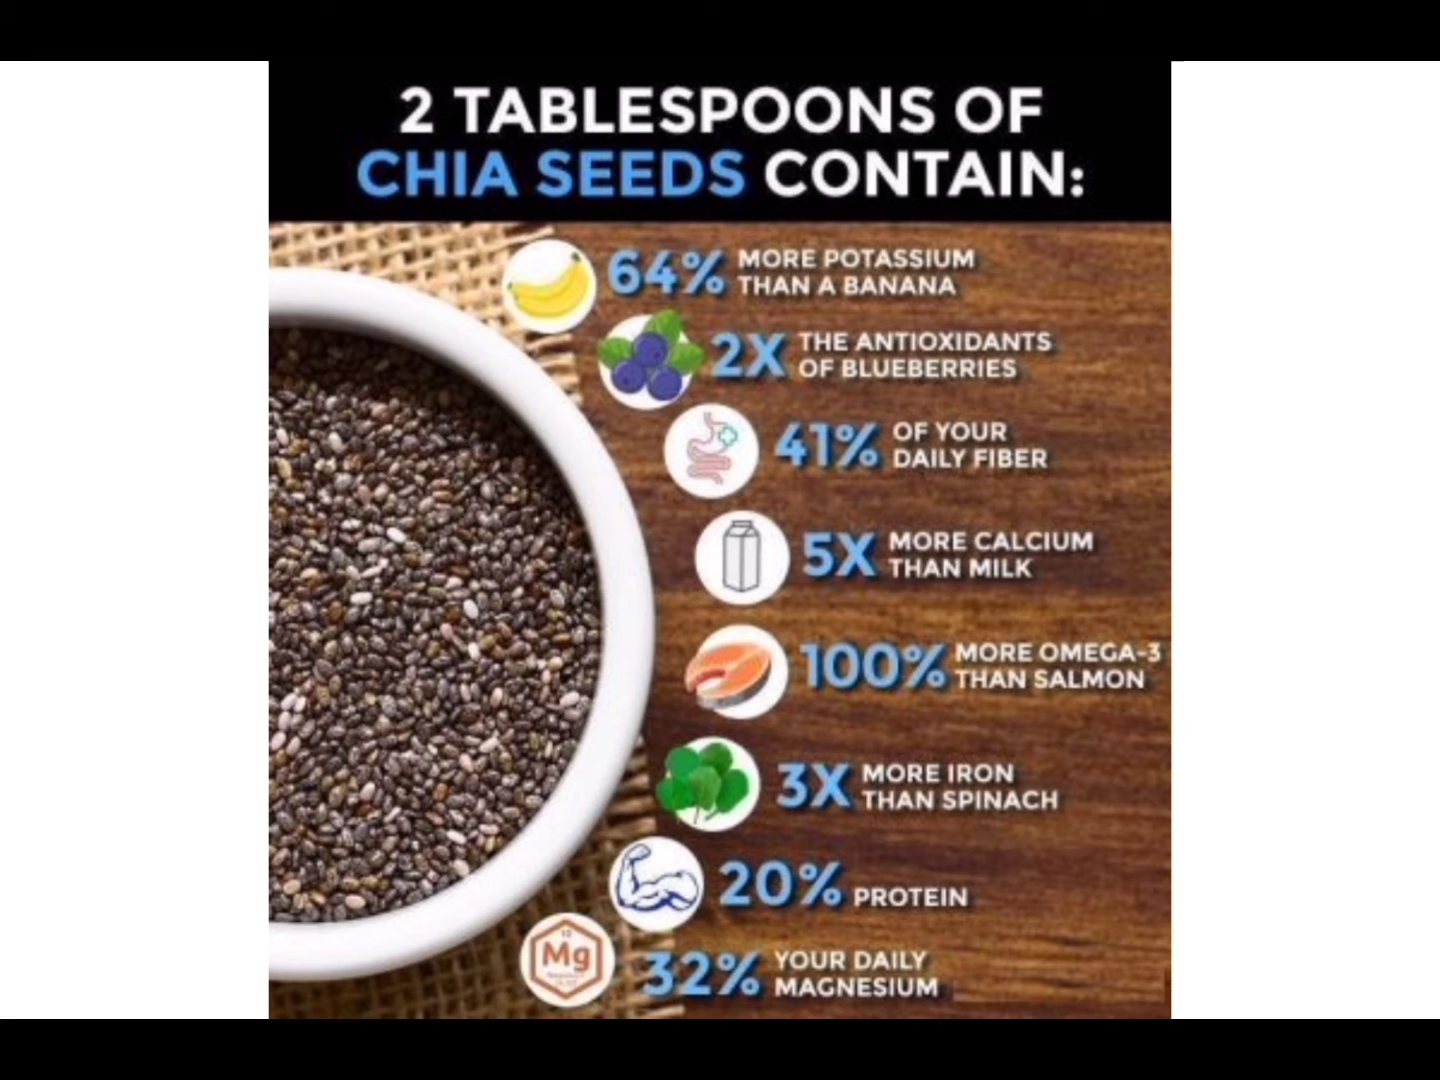 2 TABLESPOONS OF
CHIA SEEDS CONTAIN:
64% MORE POTASSIUM
THAN A BANANA
2X THE ANTIOXIDANTS
OF BLUEBERRIES
41% OF YOUR
DAILY FIBER
5X MORE CALCIUM
THAN MILK
100% MORE OMEGA-3
THAN SALMON
3X MORE IRON
THAN SPINACH
20% PROTEIN
12
Mg
32% YOUR DAILY
MAGNESIUM